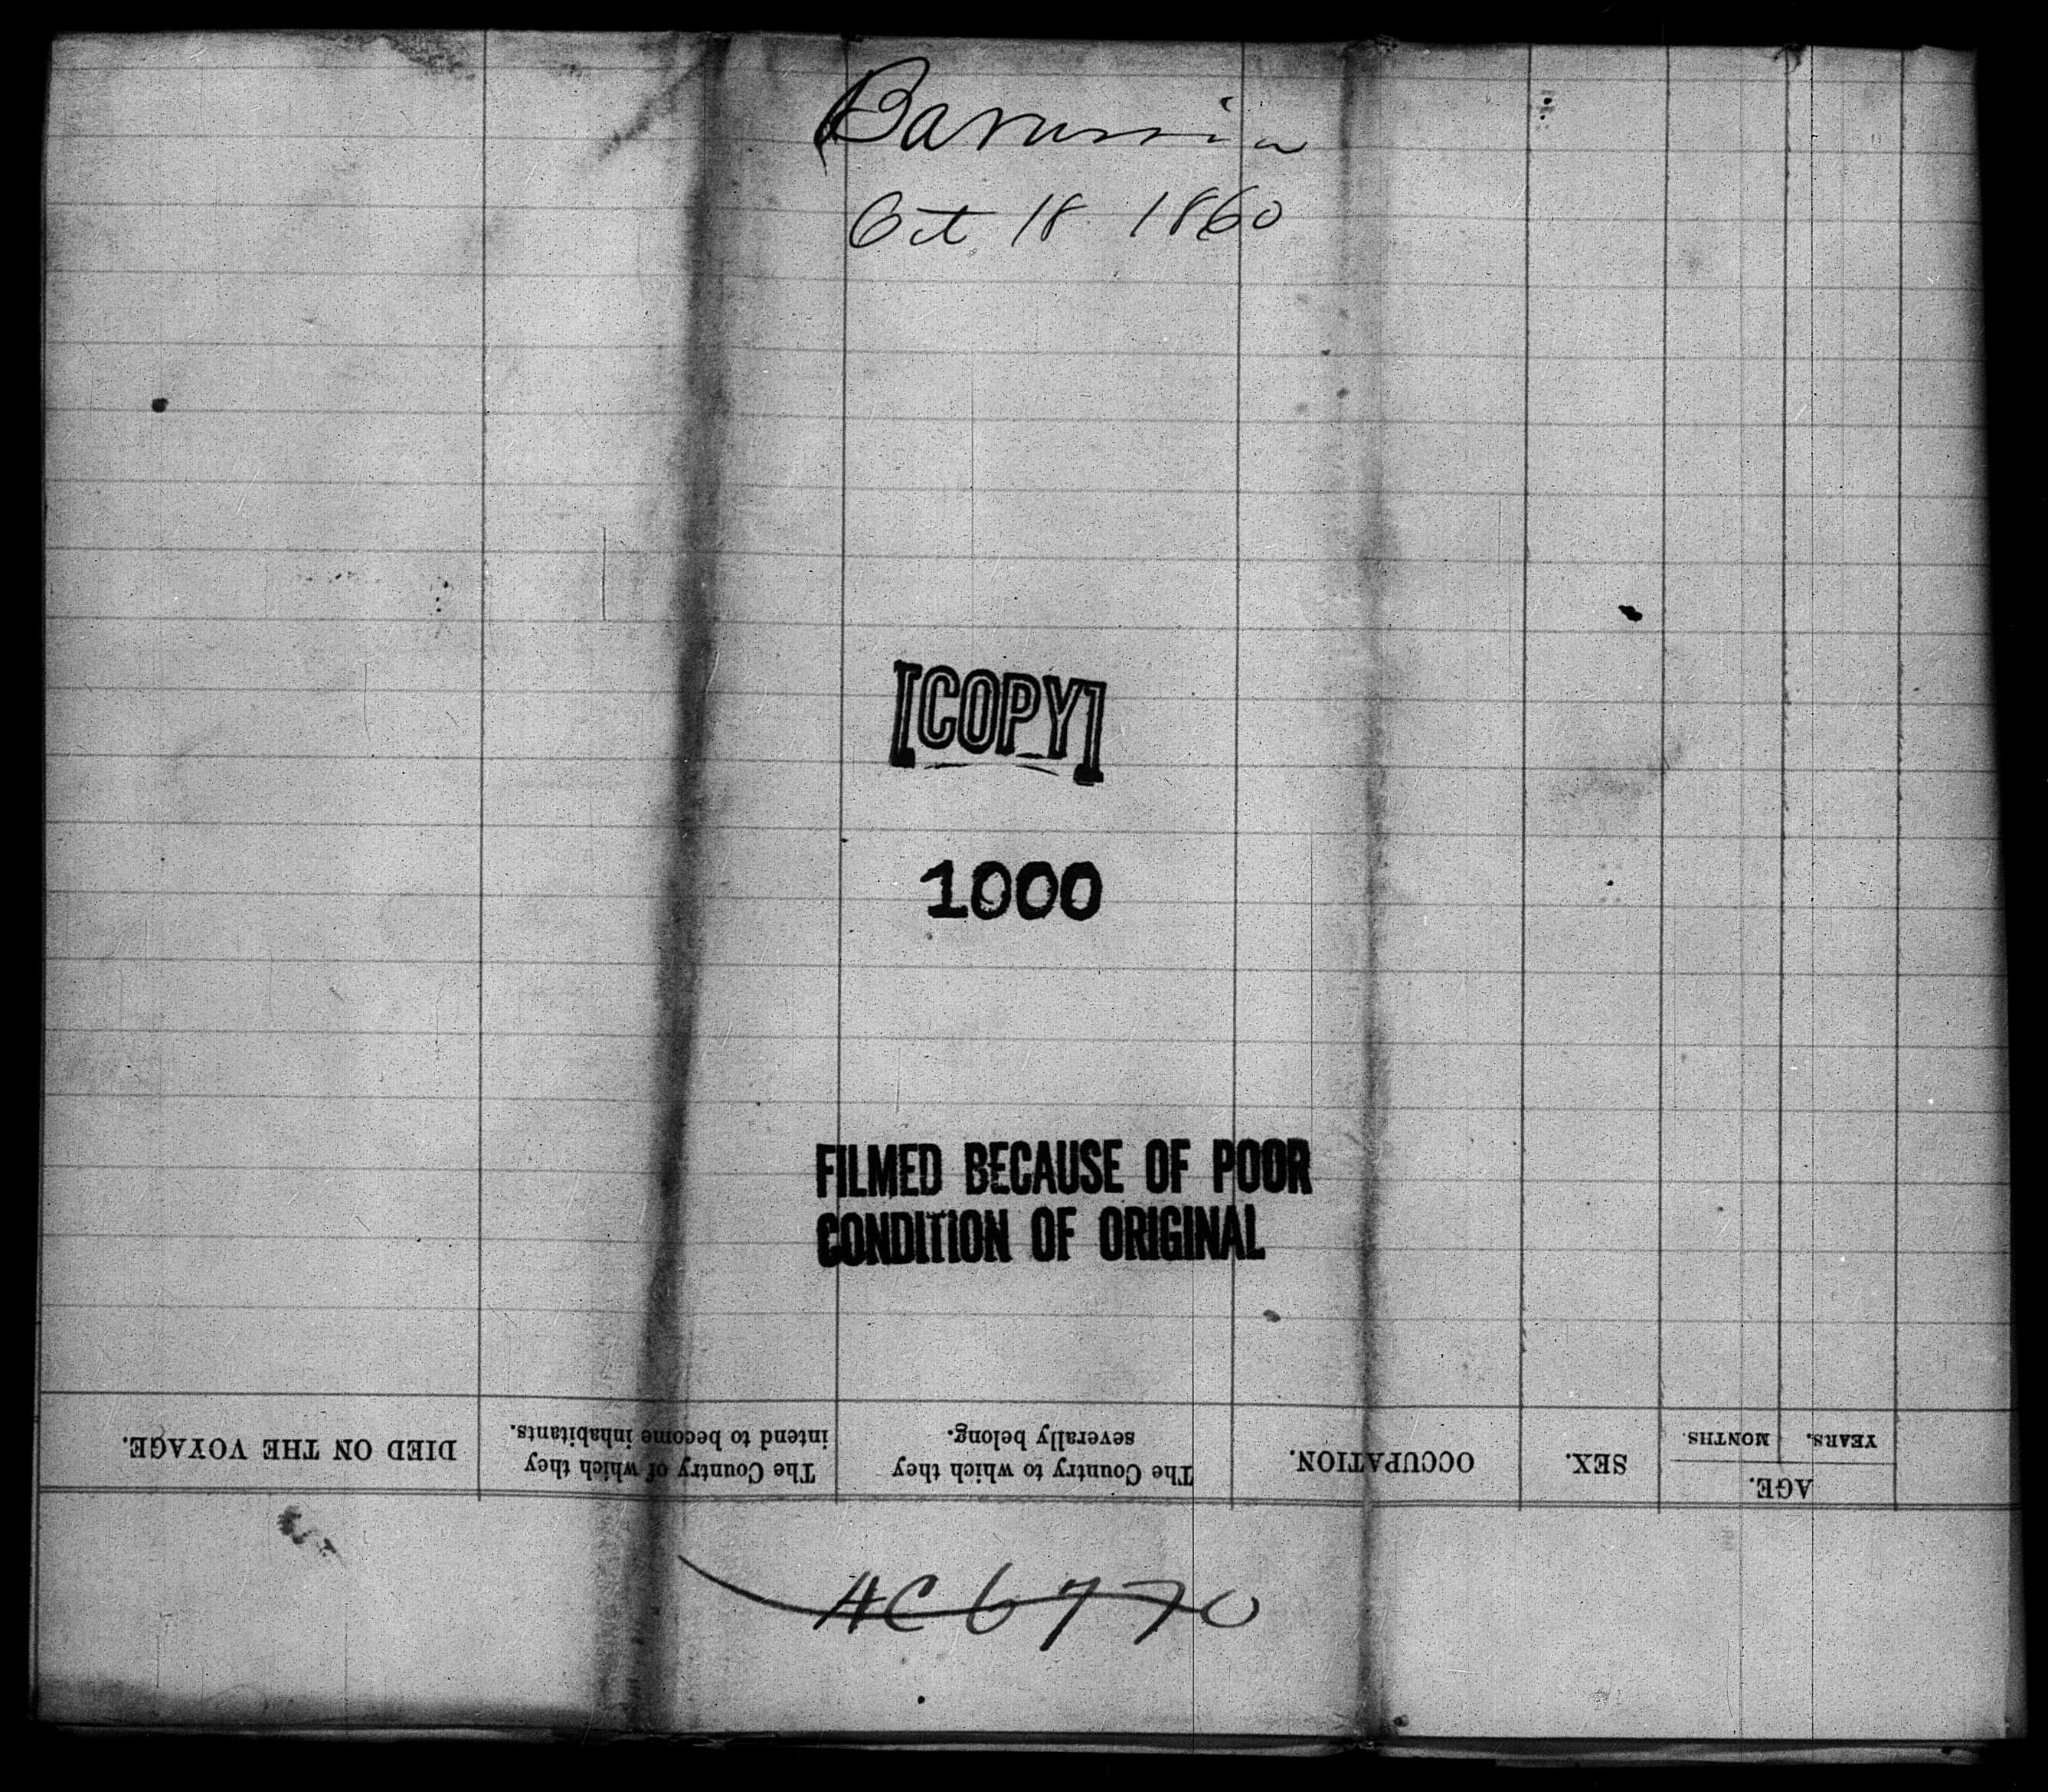 Barussia
Oct 18 1860
[COPY]
1000
FILMED BECAUSE OF POOR
CONDITION OF ORIGINAL
AGE.
YEARS.
MONTHS.
SEX.
OCCUPATION.
The Country to which they
severally belong.
The Country of which they
intend to become inhabitants.
DIED ON THE VOYAGE.
AC 6770